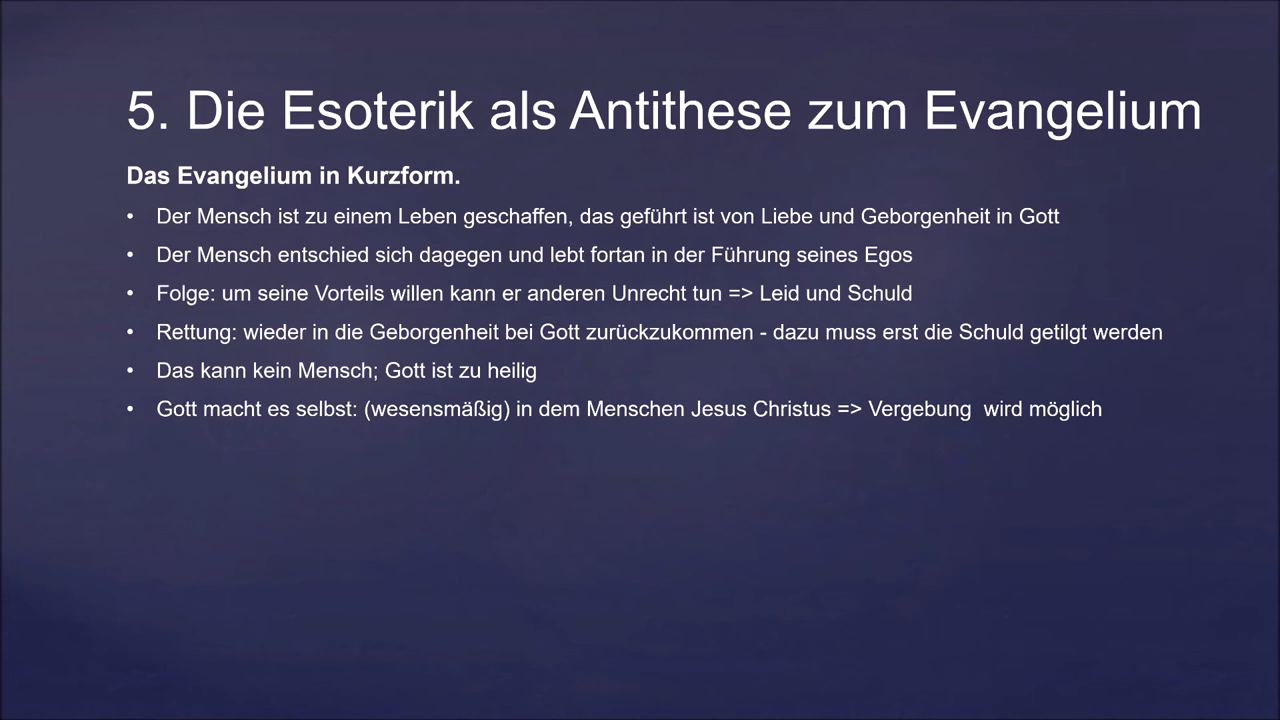 5. Die Esoterik als Antithese zum Evangelium
Das Evangelium in Kurzform.
• Der Mensch ist zu einem Leben geschaffen, das geführt ist von Liebe und Geborgenheit in Gott
• Der Mensch entschied sich dagegen und lebt fortan in der Führung seines Egos
• Folge: um seine Vorteils willen kann er anderen Unrecht tun => Leid und Schuld
• Rettung: wieder in die Geborgenheit bei Gott zurückzukommen - dazu muss erst die Schuld getilgt werden
• Das kann kein Mensch; Gott ist zu heilig
• Gott macht es selbst: (wesensmäßig) in dem Menschen Jesus Christus => Vergebung  wird möglich